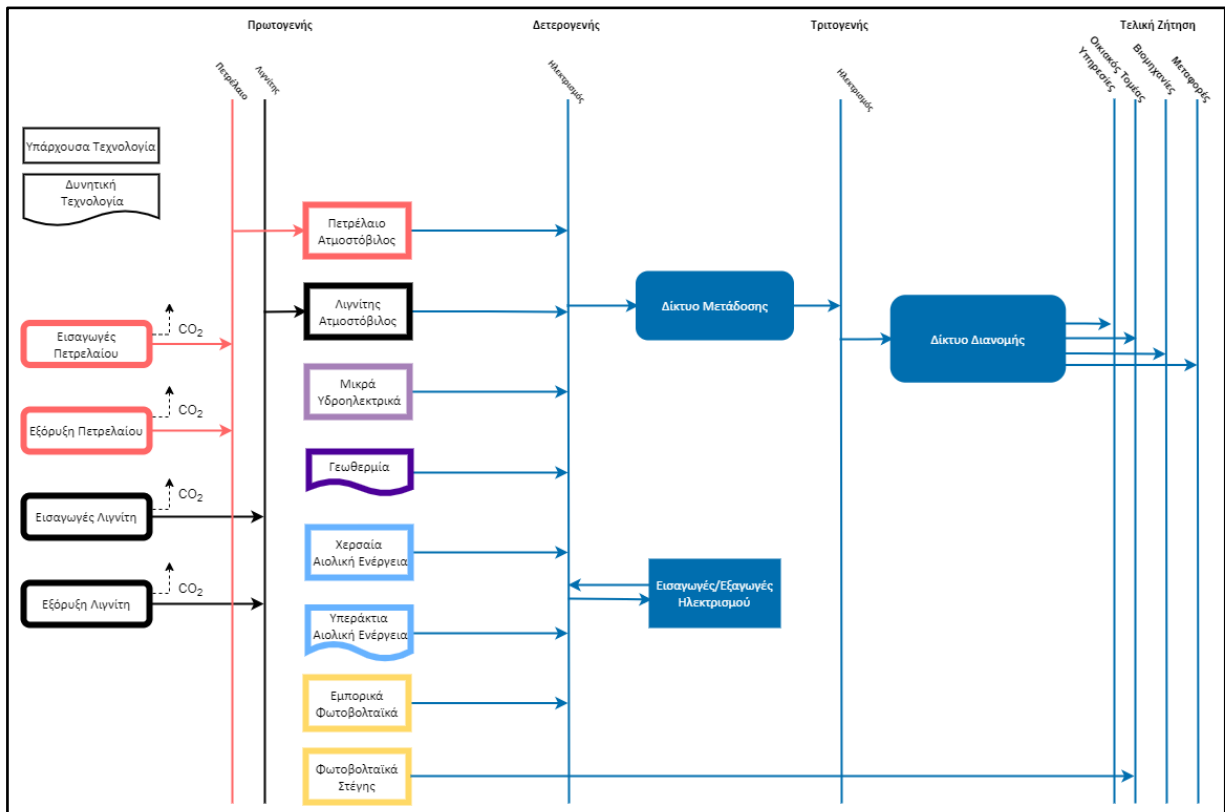 Πρωτογενής
Δετερογενής
Τριτογενής
Τελική Ζήτηση
Πετρέλαιο
Λιγνίτης
Ηλεκτρισμός
Ηλεκτρισμός
Υπηρεσίες
Οικιακός Τομέας
Βιομηχανίες
Μεταφορές
Υπάρχουσα Τεχνολογία
Δυνητική
Τεχνολογία
Πετρέλαιο
Ατμοστόβιλος
Λιγνίτης
Ατμοστόβιλος
Δίκτυο Μετάδοσης
Δίκτυο Διανομής
CO2
Εισαγωγές
Πετρελαίου
Μικρά
Υδροηλεκτρικά
CO2
Εξόρυξη Πετρελαίου
Γεωθερμία
CO2
Εισαγωγές Λιγνίτη
Χερσαία
Αιολική Ενέργεια
CO2
Εξόρυξη Λιγνίτη
Εισαγωγές/Εξαγωγές
Ηλεκτρισμού
Υπεράκτια
Αιολική Ενέργεια
Εμπορικά
Φωτοβολταϊκά
Φωτοβολταϊκά
Στέγης